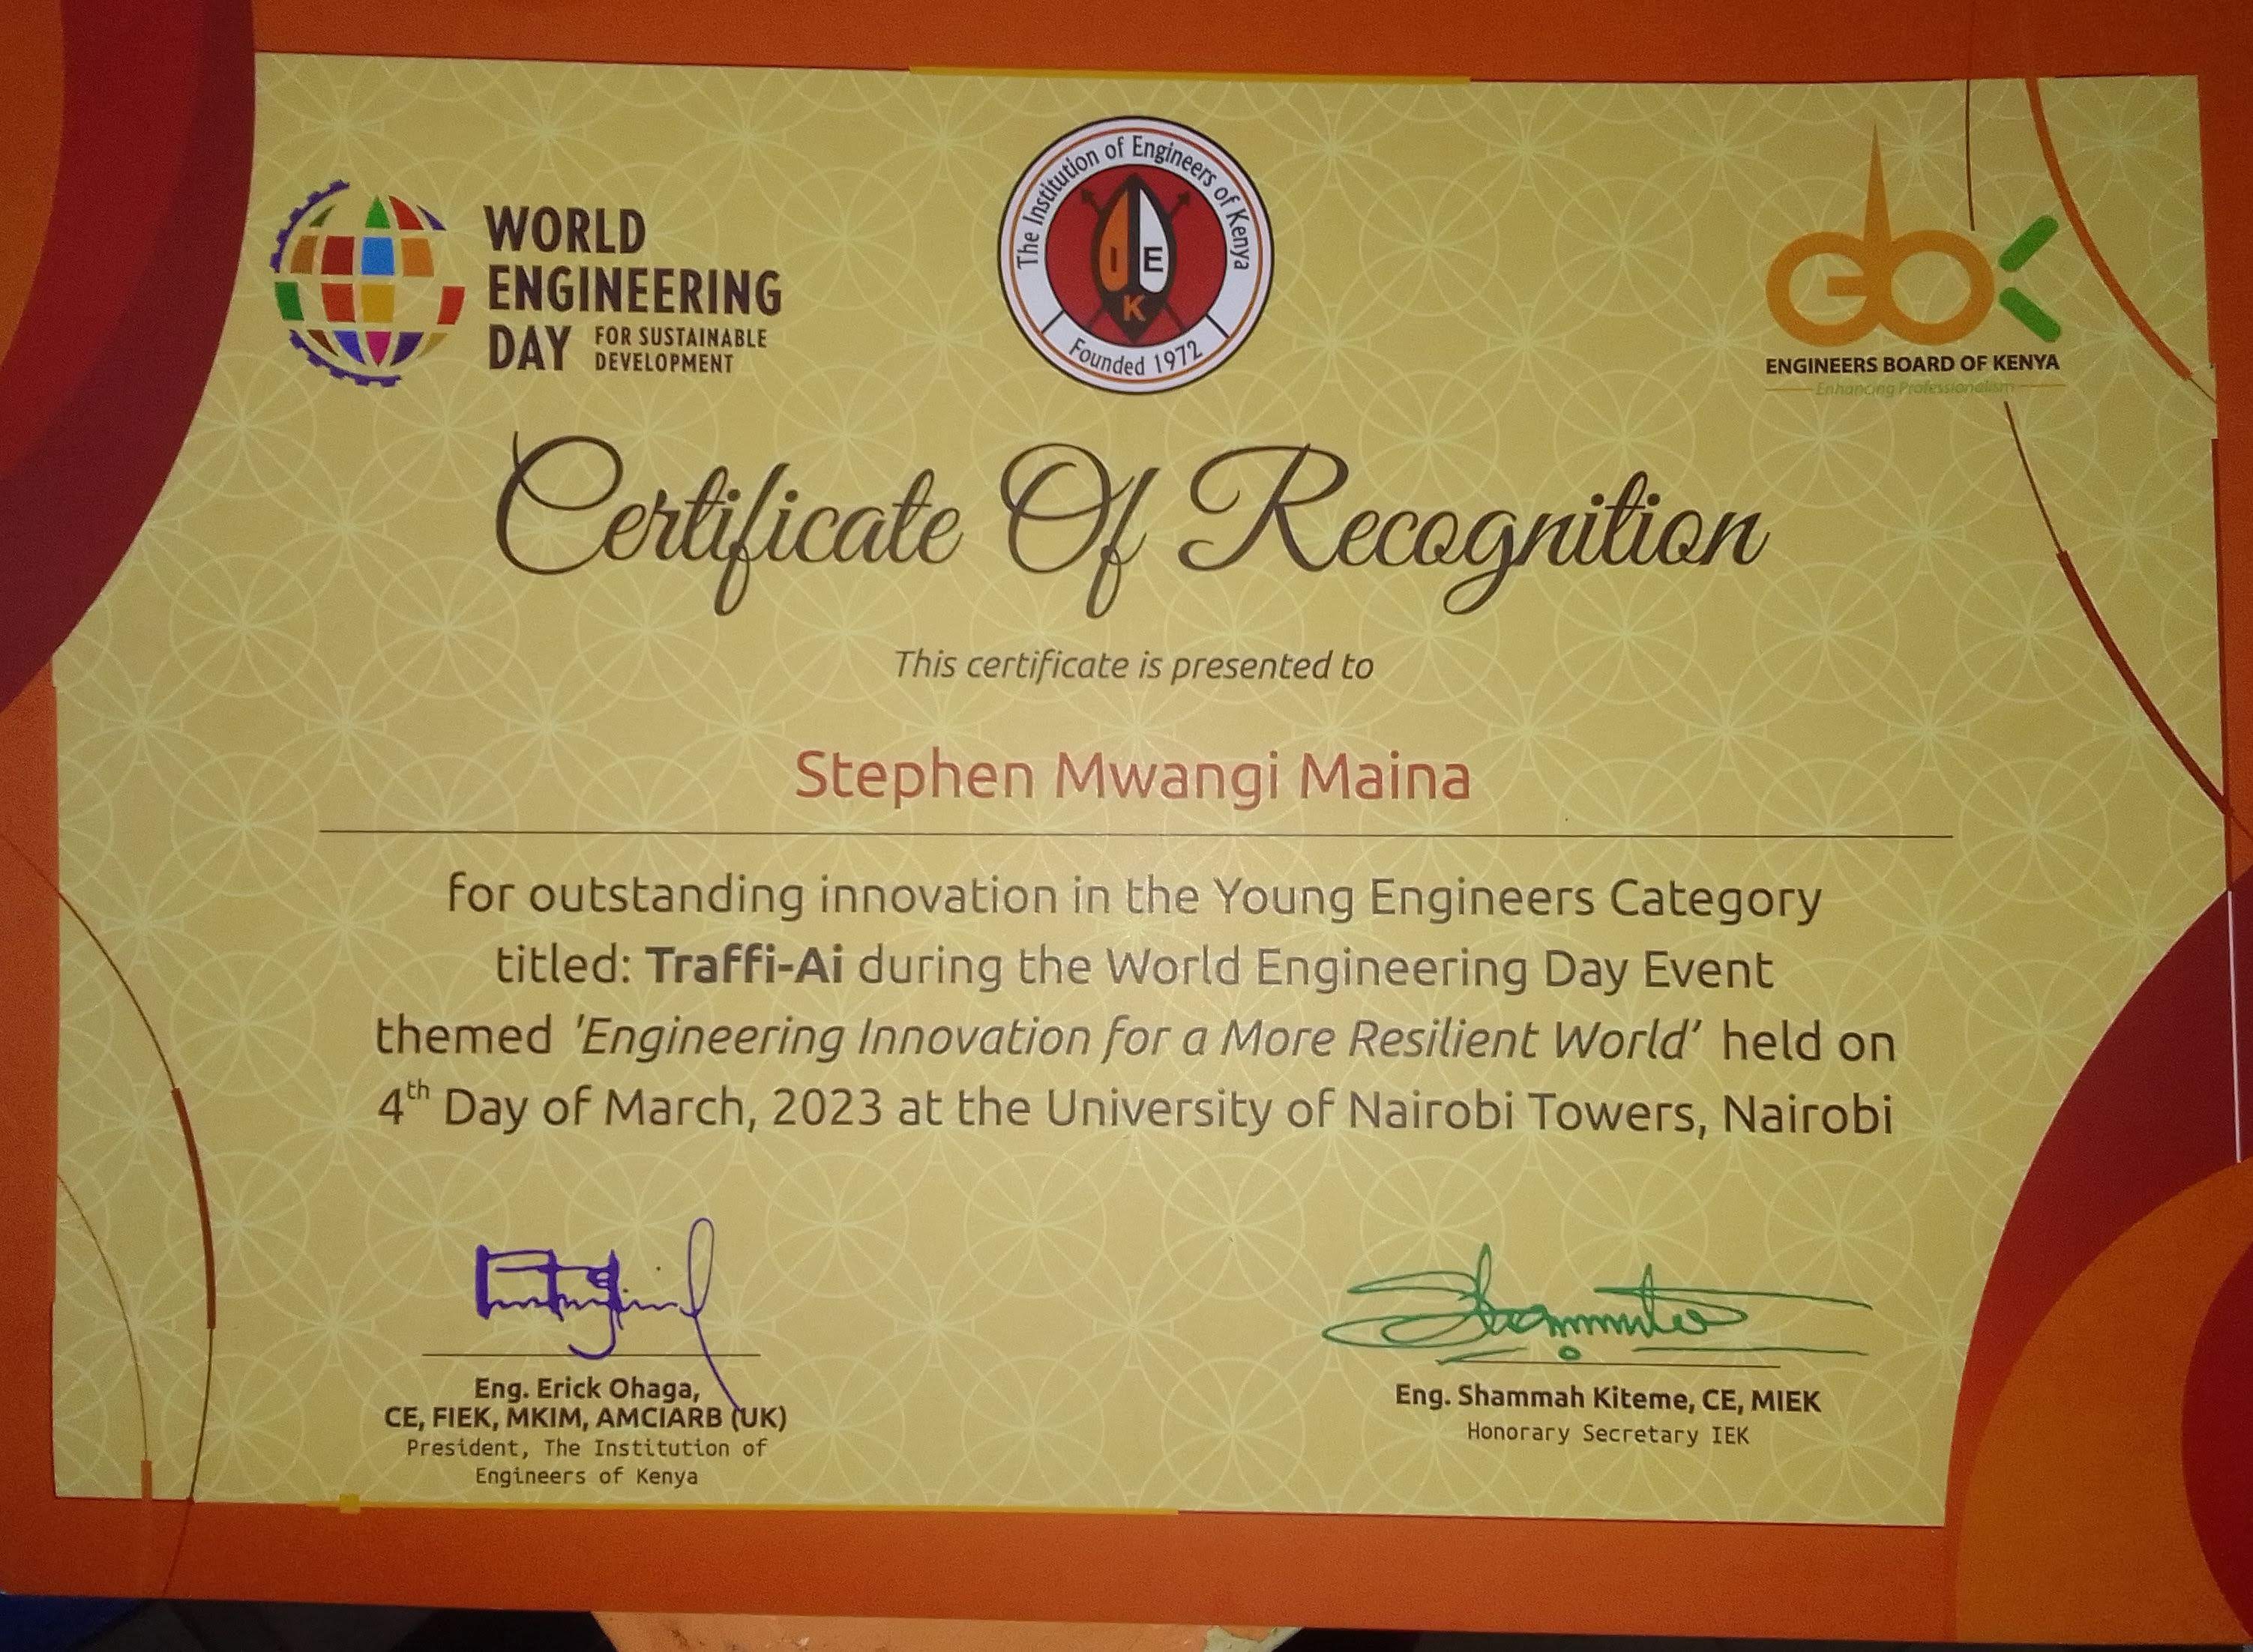 WORLD
ENGINEERING
DAY FOR SUSTAINABLE
DEVELOPMENT
The Institution of Engineers of Kenya
I E
K
Founded 1972
ebK
ENGINEERS BOARD OF KENYA
Enhancing Professionalism
Certificate Of Recognition
This certificate is presented to
Stephen Mwangi Maina
for outstanding innovation in the Young Engineers Category
titled: Traffi-Ai during the World Engineering Day Event
themed 'Engineering Innovation for a More Resilient World’ held on
4th Day of March, 2023 at the University of Nairobi Towers, Nairobi
Eng. Erick Ohaga,
CE, FIEK, MKIM, AMCIARB (UK)
President, The Institution of
Engineers of Kenya
Eng. Shammah Kiteme, CE, MIEK
Honorary Secretary IEK